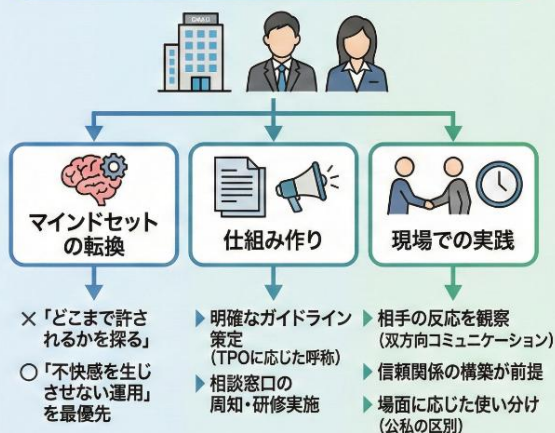 マインドセット
の転換
✕「どこまで許さ
れるかを探る」
〇「不快感を生じ
させない運用」
を最優先
仕組み作り
▶ 明確なガイドライン
策定
(TPOに応じた呼称)
▶ 相談窓口の
周知・研修実施
現場での実践
▶ 相手の反応を観察
(双方向コミュニケーション)
▶ 信頼関係の構築が前提
▶ 場面に応じた使い分け
(公私の区別)